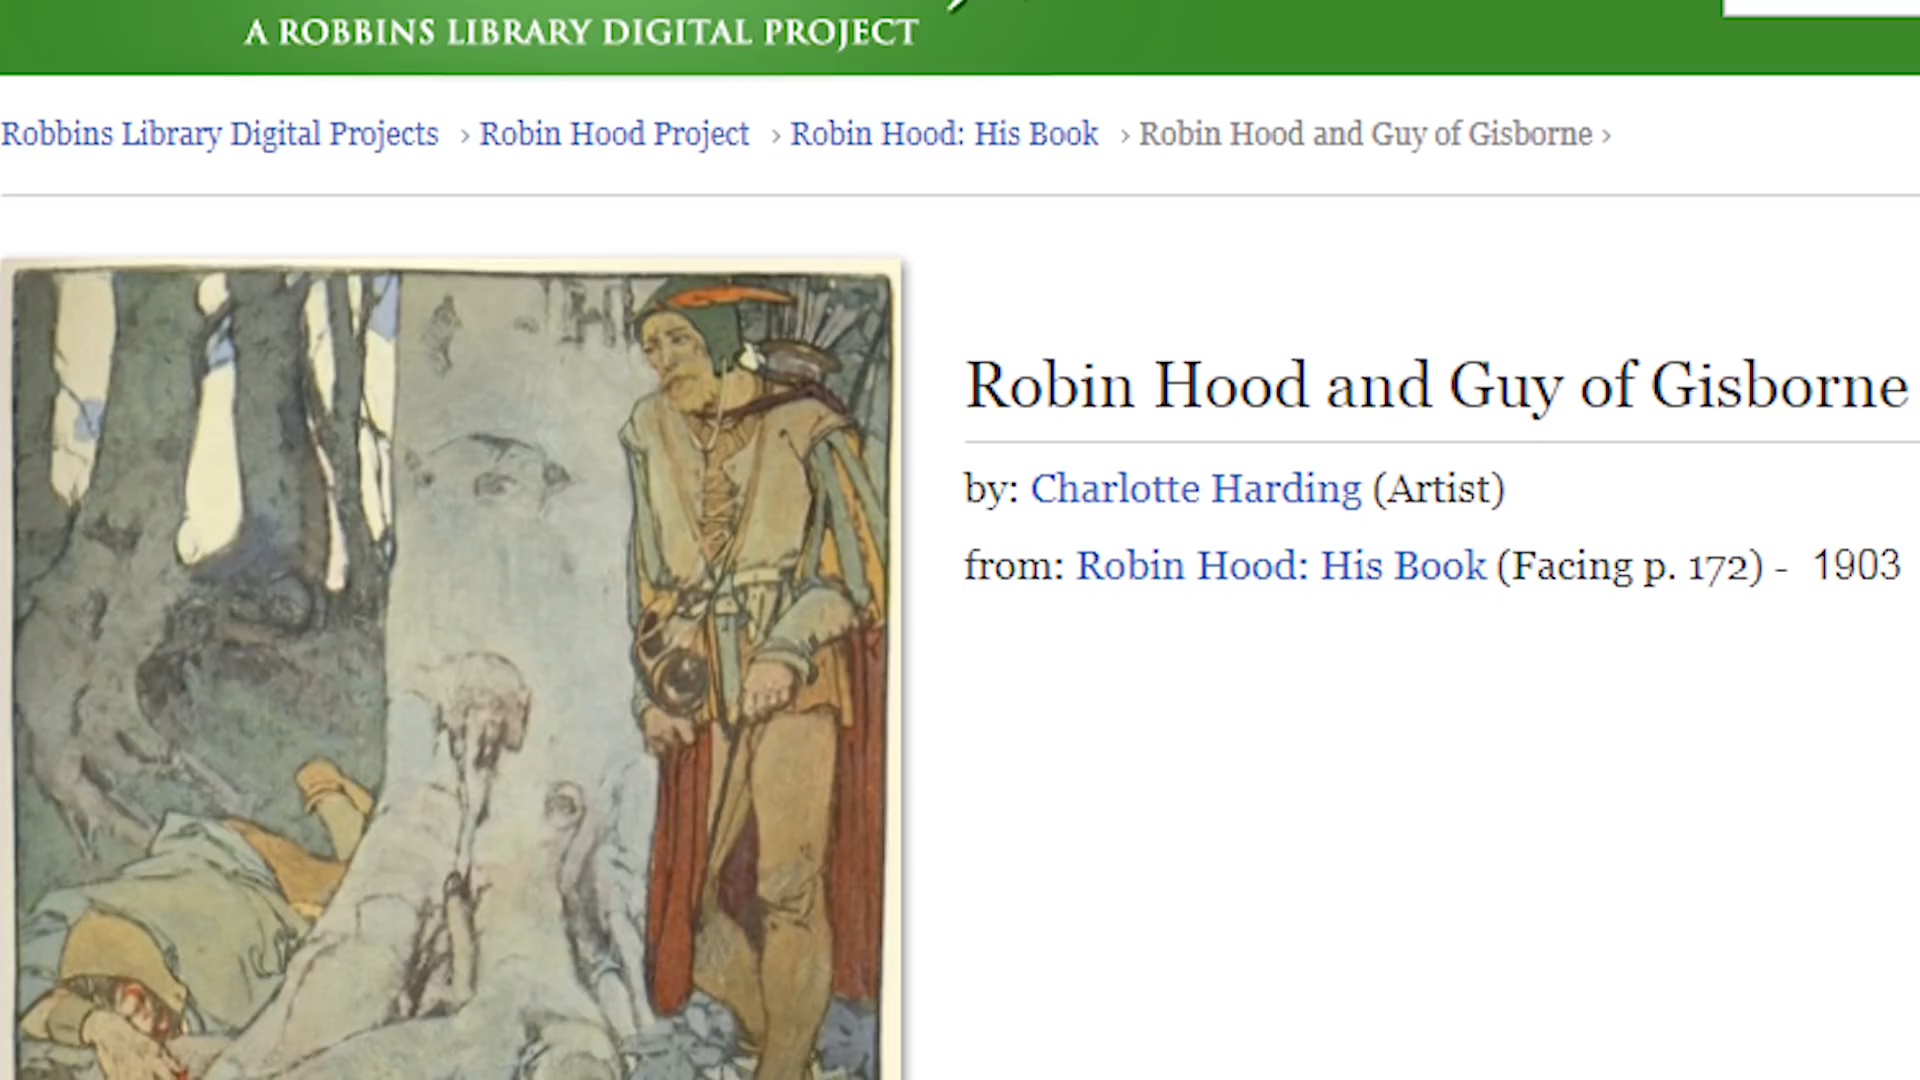 A ROBBINS LIBRARY DIGITAL PROJECT
Robbins Library Digital Projects > Robin Hood Project > Robin Hood: His Book > Robin Hood and Guy of Gisborne >
Robin Hood and Guy of Gisborne
by: Charlotte Harding (Artist)
from: Robin Hood: His Book (Facing p. 172) - 1903